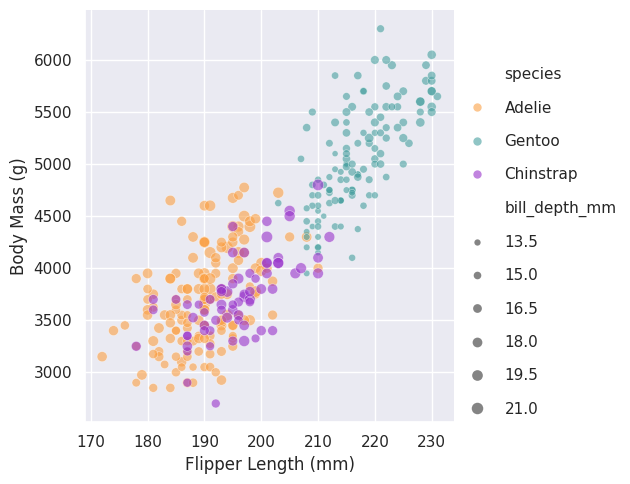 6000
5500
5000
4500
4000
3500
3000
Body Mass (g)
170 180 190 200 210 220 230
Flipper Length (mm)
species
Adelie
Gentoo
Chinstrap
bill_depth_mm
13.5
15.0
16.5
18.0
19.5
21.0